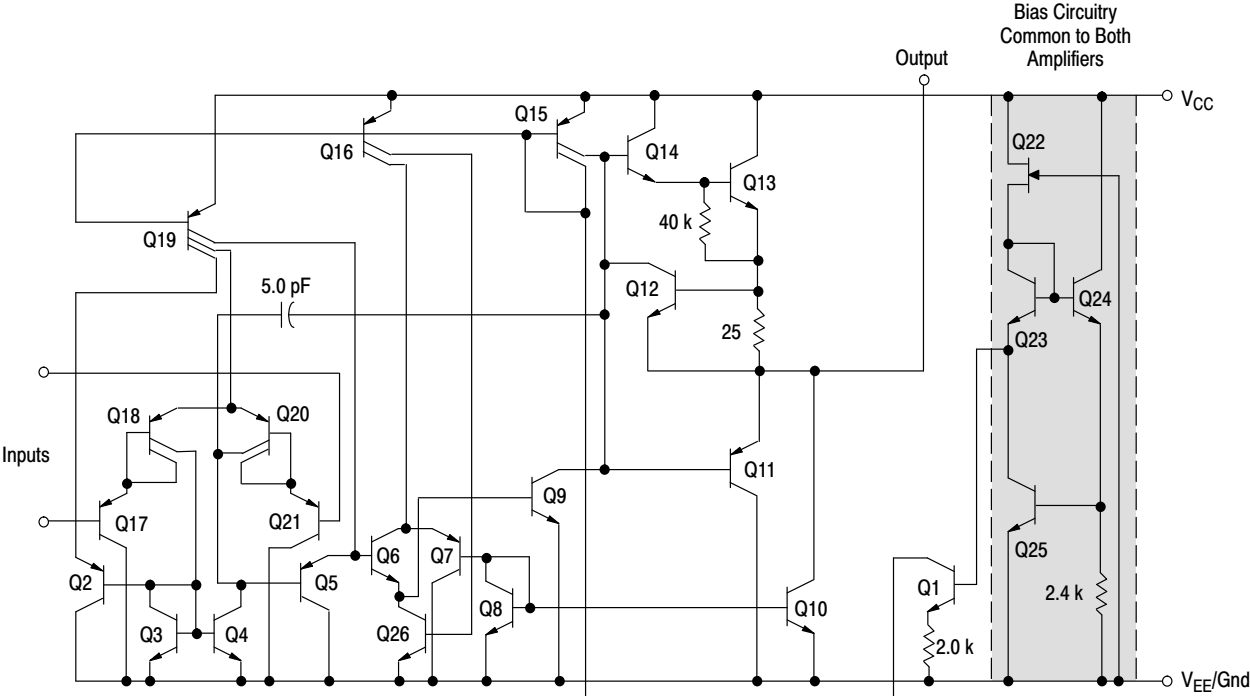 Bias Circuitry
Common to Both
Amplifiers
Output
VCC
Q15
Q16
Q14
Q22
Q13
Q19
40 k
5.0 pF
Q12
Q24
25
Q23
Q18
Q20
Inputs
Q11
Q9
Q17
Q21
Q25
Q2
Q5
Q6
Q7
Q1
2.4 k
Q8
Q10
Q3
Q4
Q26
2.0 k
VEE/Gnd